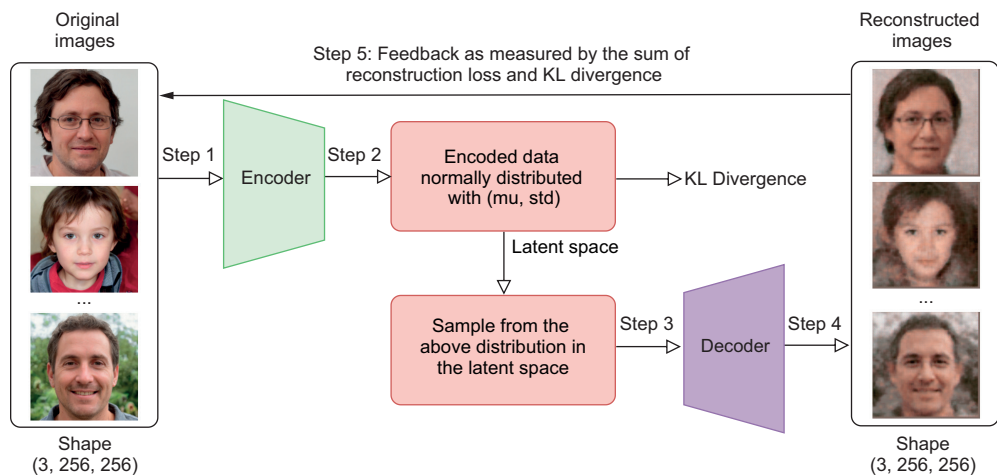 Original
images
Reconstructed
images
Step 5: Feedback as measured by the sum of
reconstruction loss and KL divergence
Step 1
Encoder
Step 2
Encoded data
normally distributed
with (mu, std)
KL Divergence
Latent space
...
...
Sample from the
above distribution in
the latent space
Step 3
Decoder
Step 4
Shape
(3, 256, 256)
Shape
(3, 256, 256)